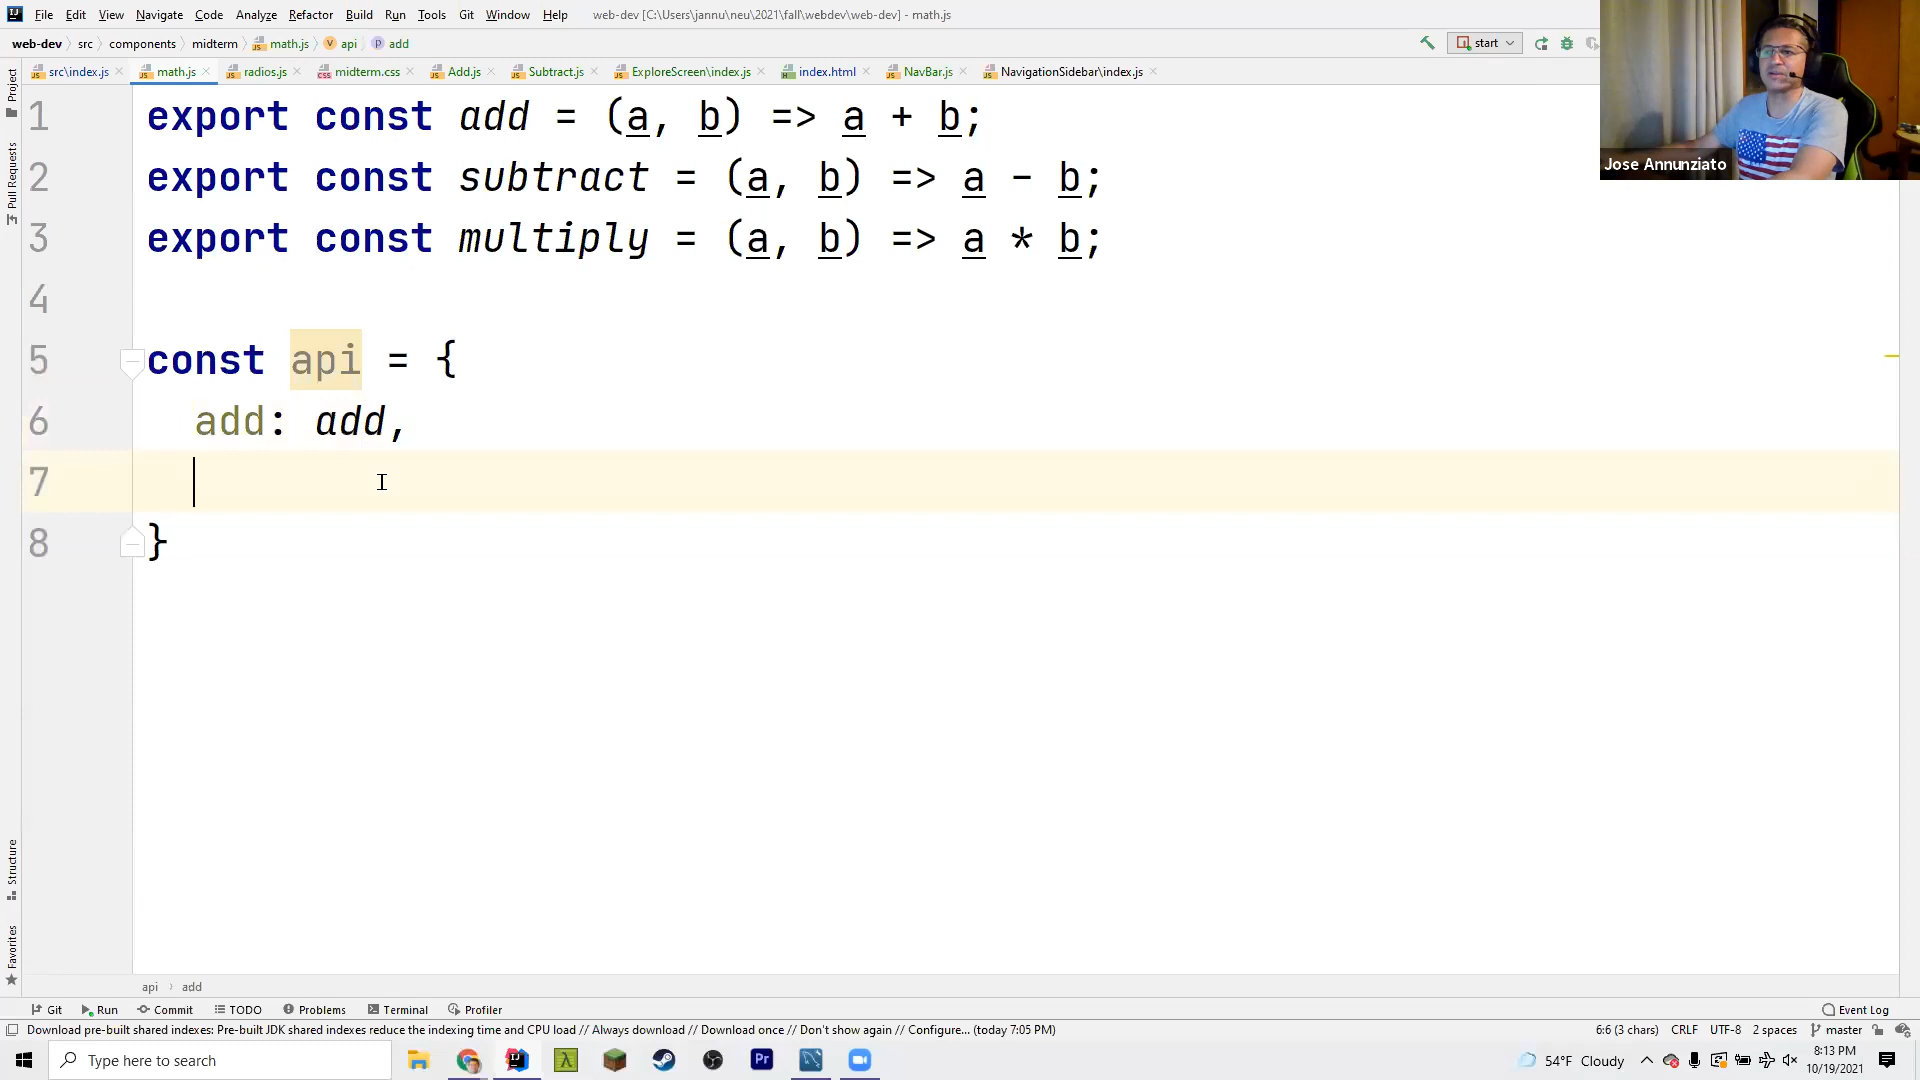 File Edit View Navigate Code Analyze Refactor Build Run Tools Git Window Help web-dev [C:\Users\jannu\neu\2021\fall\webdev\web-dev] - math.js
web-dev src components midterm math.js api add
start
src\index.js math.js radios.js midterm.css Add.js Subtract.js ExploreScreen\index.js index.html NavBar.js NavigationSidebar\index.js
Project
Pull Requests
Structure
Favorites
1 export const add = (a, b) => a + b;
2 export const subtract = (a, b) => a - b;
3 export const multiply = (a, b) => a * b;
4
5 const api = {
6 add: add,
7
8 }
Jose Annunziato
api add
Git Run Commit TODO Problems Terminal Profiler Event Log
Download pre-built shared indexes: Pre-built JDK shared indexes reduce the indexing time and CPU load // Always download // Download once // Don't show again // Configure... (today 7:05 PM) 6:6 (3 chars) CRLF UTF-8 2 spaces master
Type here to search
Pr
54°F Cloudy
8:13 PM
10/19/2021